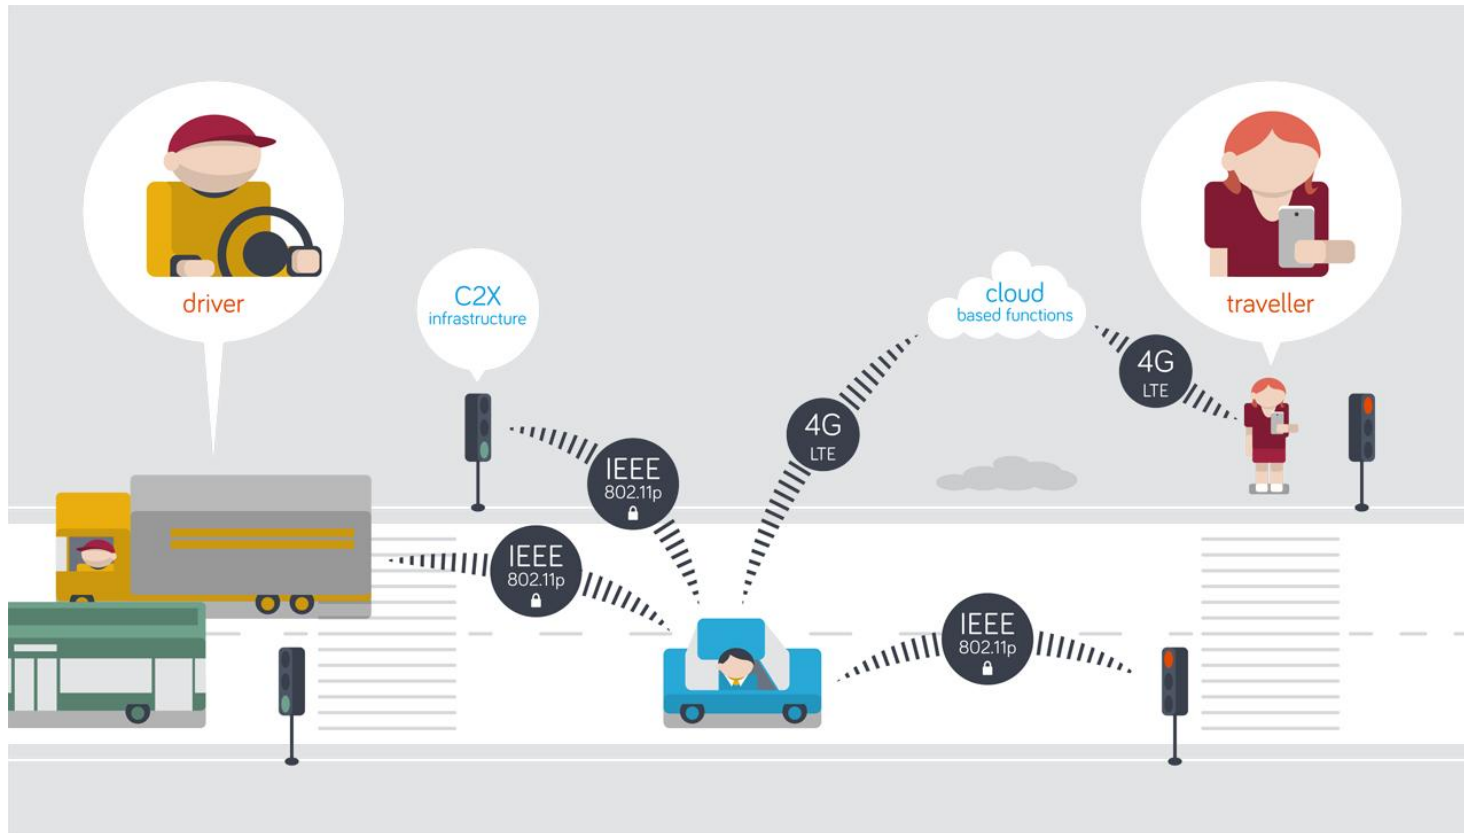 driver
C2X
infrastructure
cloud
based functions
traveller
4G
LTE
4G
LTE
IEEE
802.11p
IEEE
802.11p
IEEE
802.11p